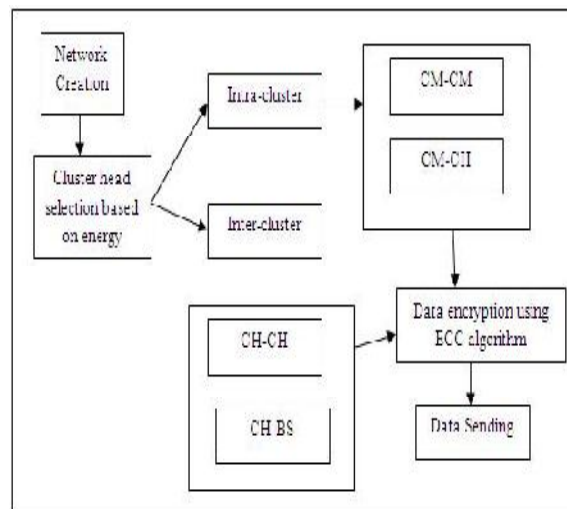 Network
Creation
Cluster head
selection based
on energy
Intra-cluster
Inter-cluster
CM-CM
CM-CH
CH-CH
CH-BS
Data encryption using
ECC algorithm
Data Sending